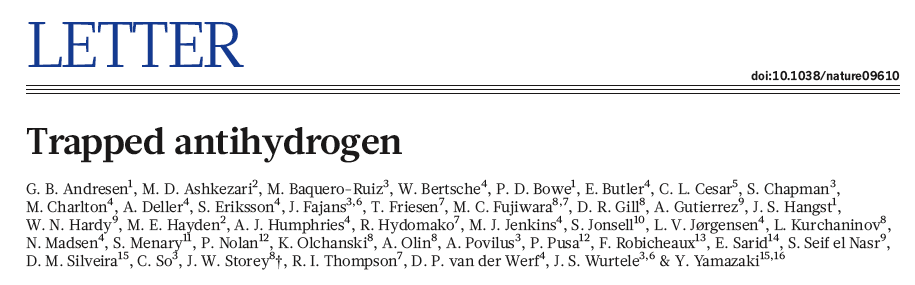 LETTER
doi:10.1038/nature09610
Trapped antihydrogen
G. B. Andresen¹, M. D. Ashkezari², M. Baquero-Ruiz³, W. Bertsche⁴, P. D. Bowe¹, E. Butler⁴, C. L. Cesar⁵, S. Chapman³,
M. Charlton⁴, A. Deller⁴, S. Eriksson⁴, J. Fajans³,⁶, T. Friesen⁷, M. C. Fujiwara⁸,⁷, D. R. Gill⁸, A. Gutierrez⁹, J. S. Hangst¹,
W. N. Hardy⁹, M. E. Hayden², A. J. Humphries⁴, R. Hydomako⁷, M. J. Jenkins⁴, S. Jonsell¹⁰, L. V. Jørgensen⁴, L. Kurchaninov⁸,
N. Madsen⁴, S. Menary¹¹, P. Nolan¹², K. Olchanski⁸, A. Olin⁸, A. Povilus³, P. Pusa¹², F. Robicheaux¹³, E. Sarid¹⁴, S. Seif el Nasr⁹,
D. M. Silveira¹⁵, C. So³, J. W. Storey⁸†, R. I. Thompson⁷, D. P. van der Werf⁴, J. S. Wurtele³,⁶ & Y. Yamazaki¹⁵,¹⁶